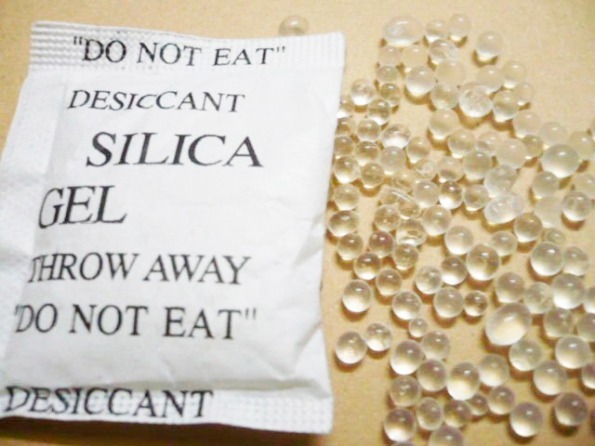 "DO NOT EAT"
DESICCANT
SILICA
GEL
THROW AWAY
"DO NOT EAT"
DESICCANT